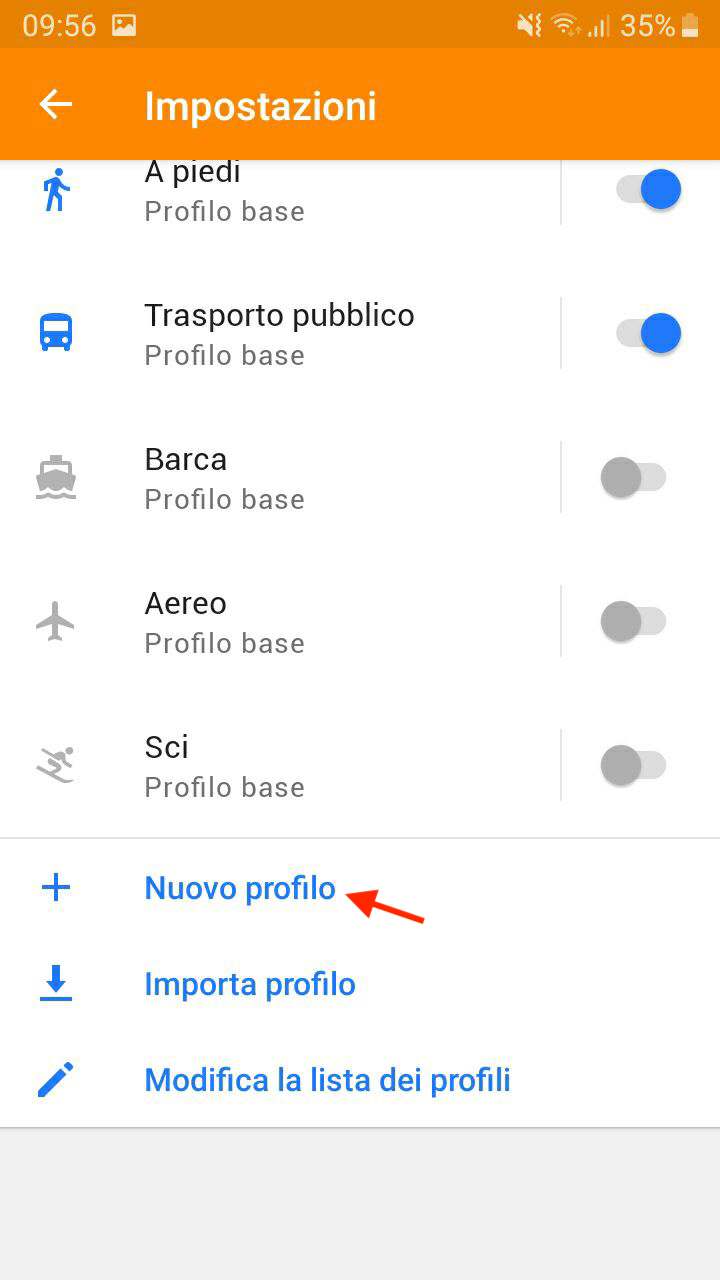 09:56
35%
Impostazioni
A piedi
Profilo base
Trasporto pubblico
Profilo base
Barca
Profilo base
Aereo
Profilo base
Sci
Profilo base
Nuovo profilo
Importa profilo
Modifica la lista dei profili